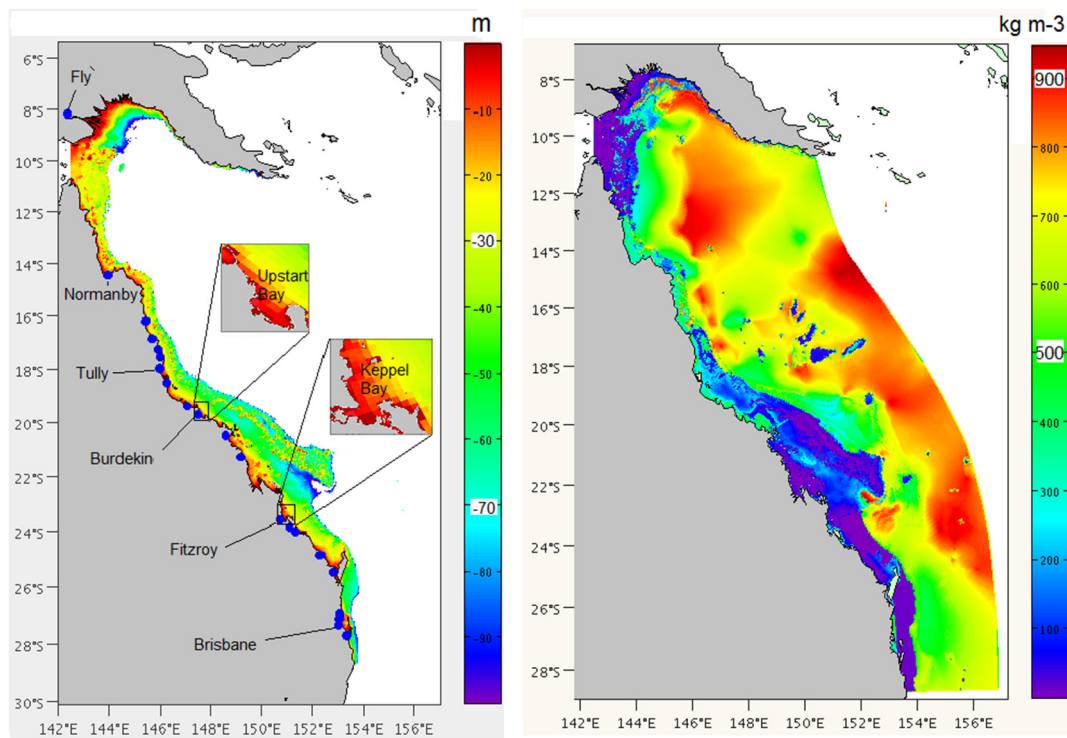 m
6°S
8°S
10°S
12°S
14°S
16°S
18°S
20°S
22°S
24°S
26°S
28°S
30°S
142°E
144°E
146°E
148°E
150°E
152°E
154°E
156°E
Fly
Normanby
Tully
Burdekin
Fitzroy
Brisbane
Upstart
Bay
Keppel
Bay
-10
-20
-30
-40
-50
-60
-70
-80
-90
kg m-3
8°S
10°S
12°S
14°S
16°S
18°S
20°S
22°S
24°S
26°S
28°S
142°E
144°E
146°E
148°E
150°E
152°E
154°E
156°E
900
800
700
600
500
400
300
200
100